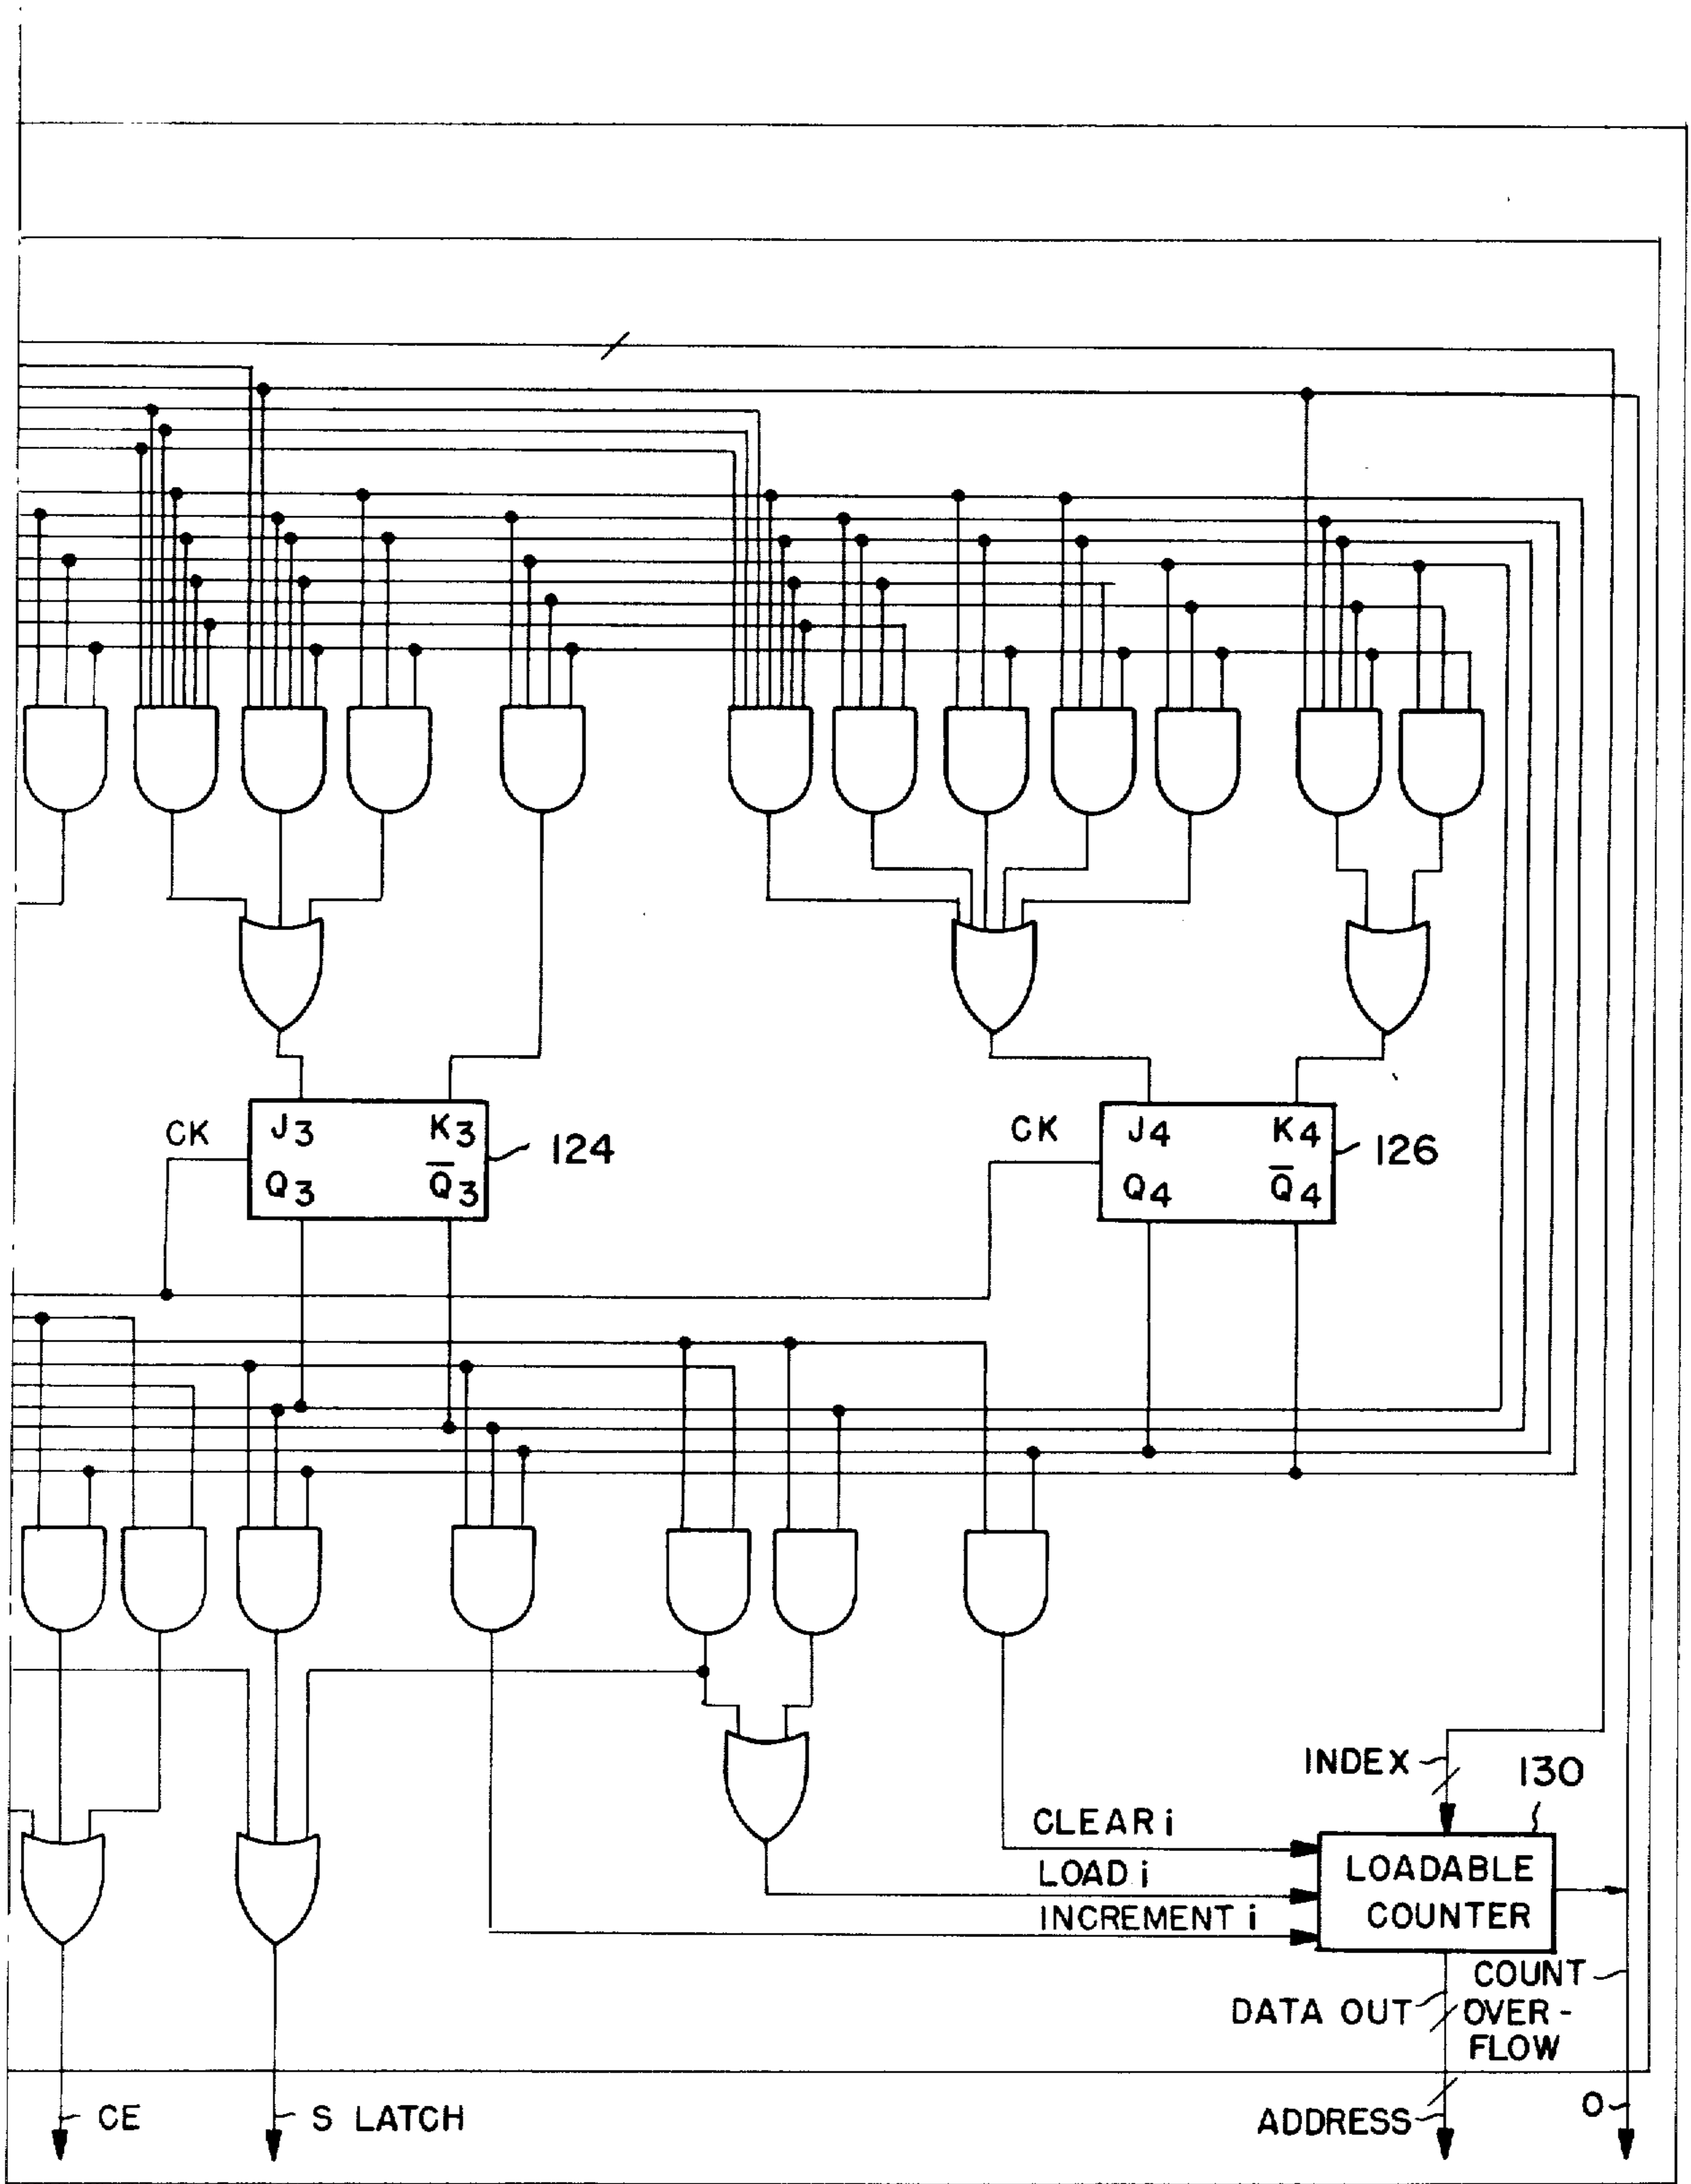 CK
J3
K3
124
Q3
Q̅3
CK
J4
K4
126
Q4
Q̅4
INDEX
130
CLEAR i
LOAD i
INCREMENT i
LOADABLE
COUNTER
COUNT
OVER-
FLOW
DATA OUT
CE
S LATCH
ADDRESS
O